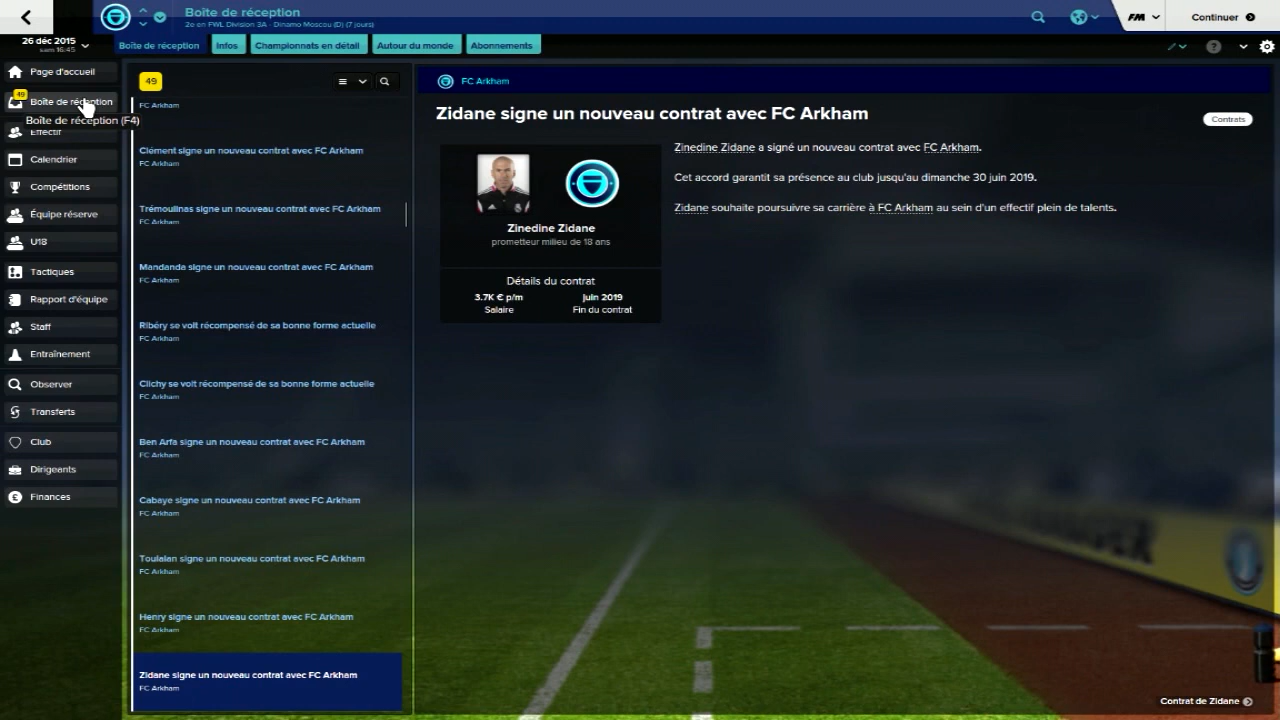 Boîte de réception
2e en FWL Division 3A - Dinamo Moscou (D) (7 jours)
FM
Continuer
26 déc 2015
sam 16:45
Boîte de réception
Infos
Championnats en détail
Autour du monde
Abonnements
Page d'accueil
49
Boîte de réception
Boîte de réception (F4)
Effectif
Calendrier
Compétitions
Équipe réserve
U18
Tactiques
Rapport d'équipe
Staff
Entraînement
Observer
Transferts
Club
Dirigeants
Finances
49
FC Arkham
Clément signe un nouveau contrat avec FC Arkham
FC Arkham
Trémoulinas signe un nouveau contrat avec FC Arkham
FC Arkham
Mandanda signe un nouveau contrat avec FC Arkham
FC Arkham
Ribéry se voit récompensé de sa bonne forme actuelle
FC Arkham
Clichy se voit récompensé de sa bonne forme actuelle
FC Arkham
Ben Arfa signe un nouveau contrat avec FC Arkham
FC Arkham
Cabaye signe un nouveau contrat avec FC Arkham
FC Arkham
Toulalan signe un nouveau contrat avec FC Arkham
FC Arkham
Henry signe un nouveau contrat avec FC Arkham
FC Arkham
Zidane signe un nouveau contrat avec FC Arkham
FC Arkham
FC Arkham
Zidane signe un nouveau contrat avec FC Arkham
Contrats
Zinedine Zidane
prometteur milieu de 18 ans
Détails du contrat
3.7K € p/m
Salaire
juin 2019
Fin du contrat
Zinedine Zidane a signé un nouveau contrat avec FC Arkham.
Cet accord garantit sa présence au club jusqu'au dimanche 30 juin 2019.
Zidane souhaite poursuivre sa carrière à FC Arkham au sein d'un effectif plein de talents.
Contrat de Zidane